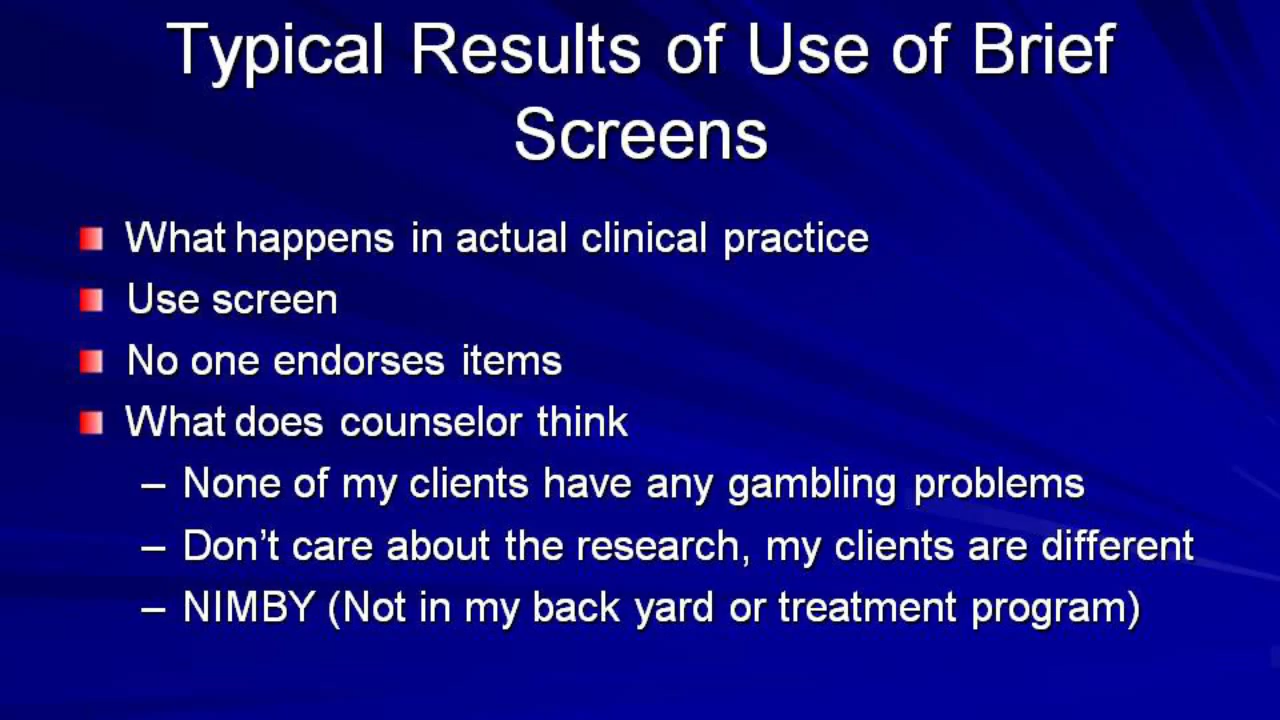 Typical Results of Use of Brief
Screens
What happens in actual clinical practice
Use screen
No one endorses items
What does counselor think
– None of my clients have any gambling problems
– Don’t care about the research, my clients are different
– NIMBY (Not in my back yard or treatment program)